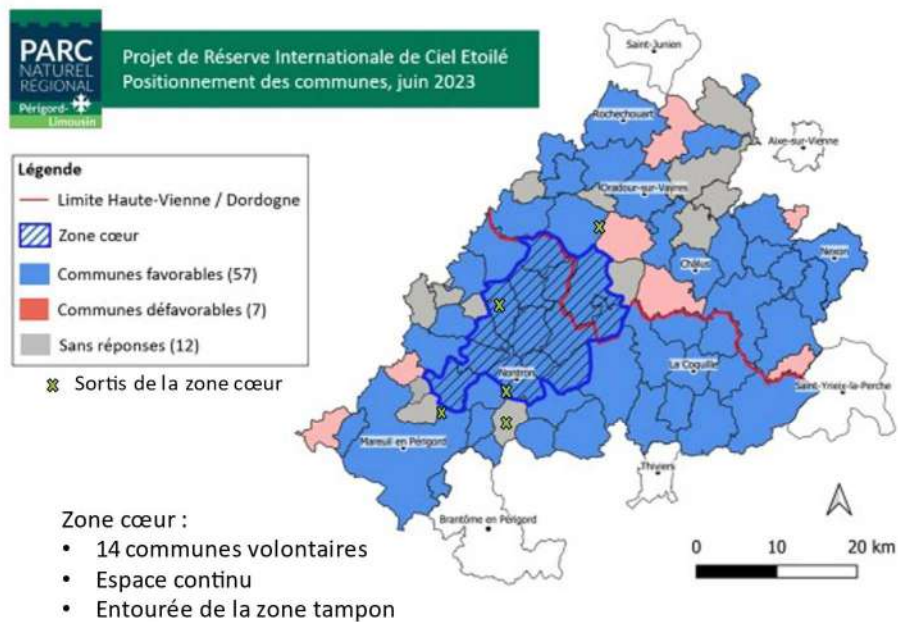 PARC
NATUREL
RÉGIONAL
Périgord-
Limousin
Projet de Réserve Internationale de Ciel Etoilé
Positionnement des communes, juin 2023
Légende
Limite Haute-Vienne / Dordogne
Zone cœur
Communes favorables (57)
Communes défavorables (7)
Sans réponses (12)
Sortis de la zone cœur
Saint-Junien
Rochechouart
Aixe-sur-Vienne
Oradour-sur-Vayres
Nexon
Châlus
La Coquille
Nontron
Saint-Yrieix-la-Perche
Mareuil en Périgord
Thiviers
Brantôme en Périgord
0 10 20 km
Zone cœur :
• 14 communes volontaires
• Espace continu
• Entourée de la zone tampon